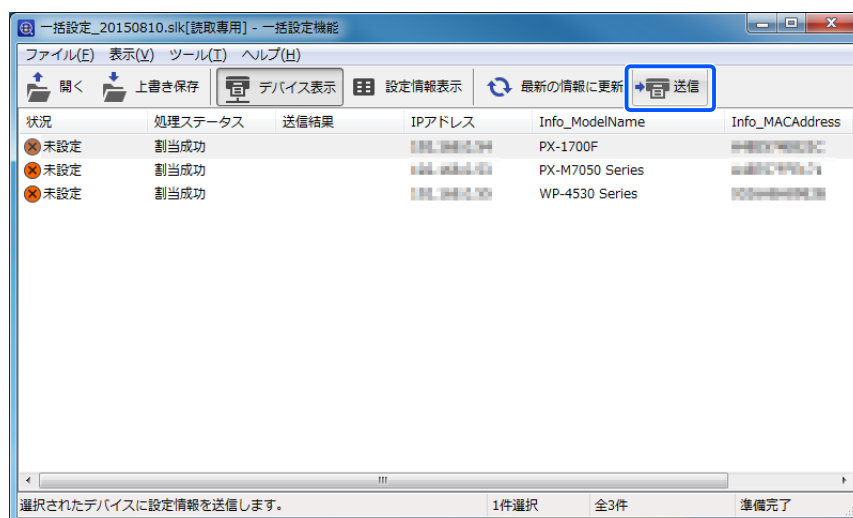 一括設定_20150810.slk[読取専用] - 一括設定機能
ファイル(F) 表示(V) ツール(T) ヘルプ(H)
開く 上書き保存 デバイス表示 設定情報表示 最新の情報に更新 送信
状況 処理ステータス 送信結果 IPアドレス Info_ModelName Info_MACAddress
未設定 割当成功 PX-1700F
未設定 割当成功 PX-M7050 Series
未設定 割当成功 WP-4530 Series
選択されたデバイスに設定情報を送信します。 1件選択 全3件 準備完了